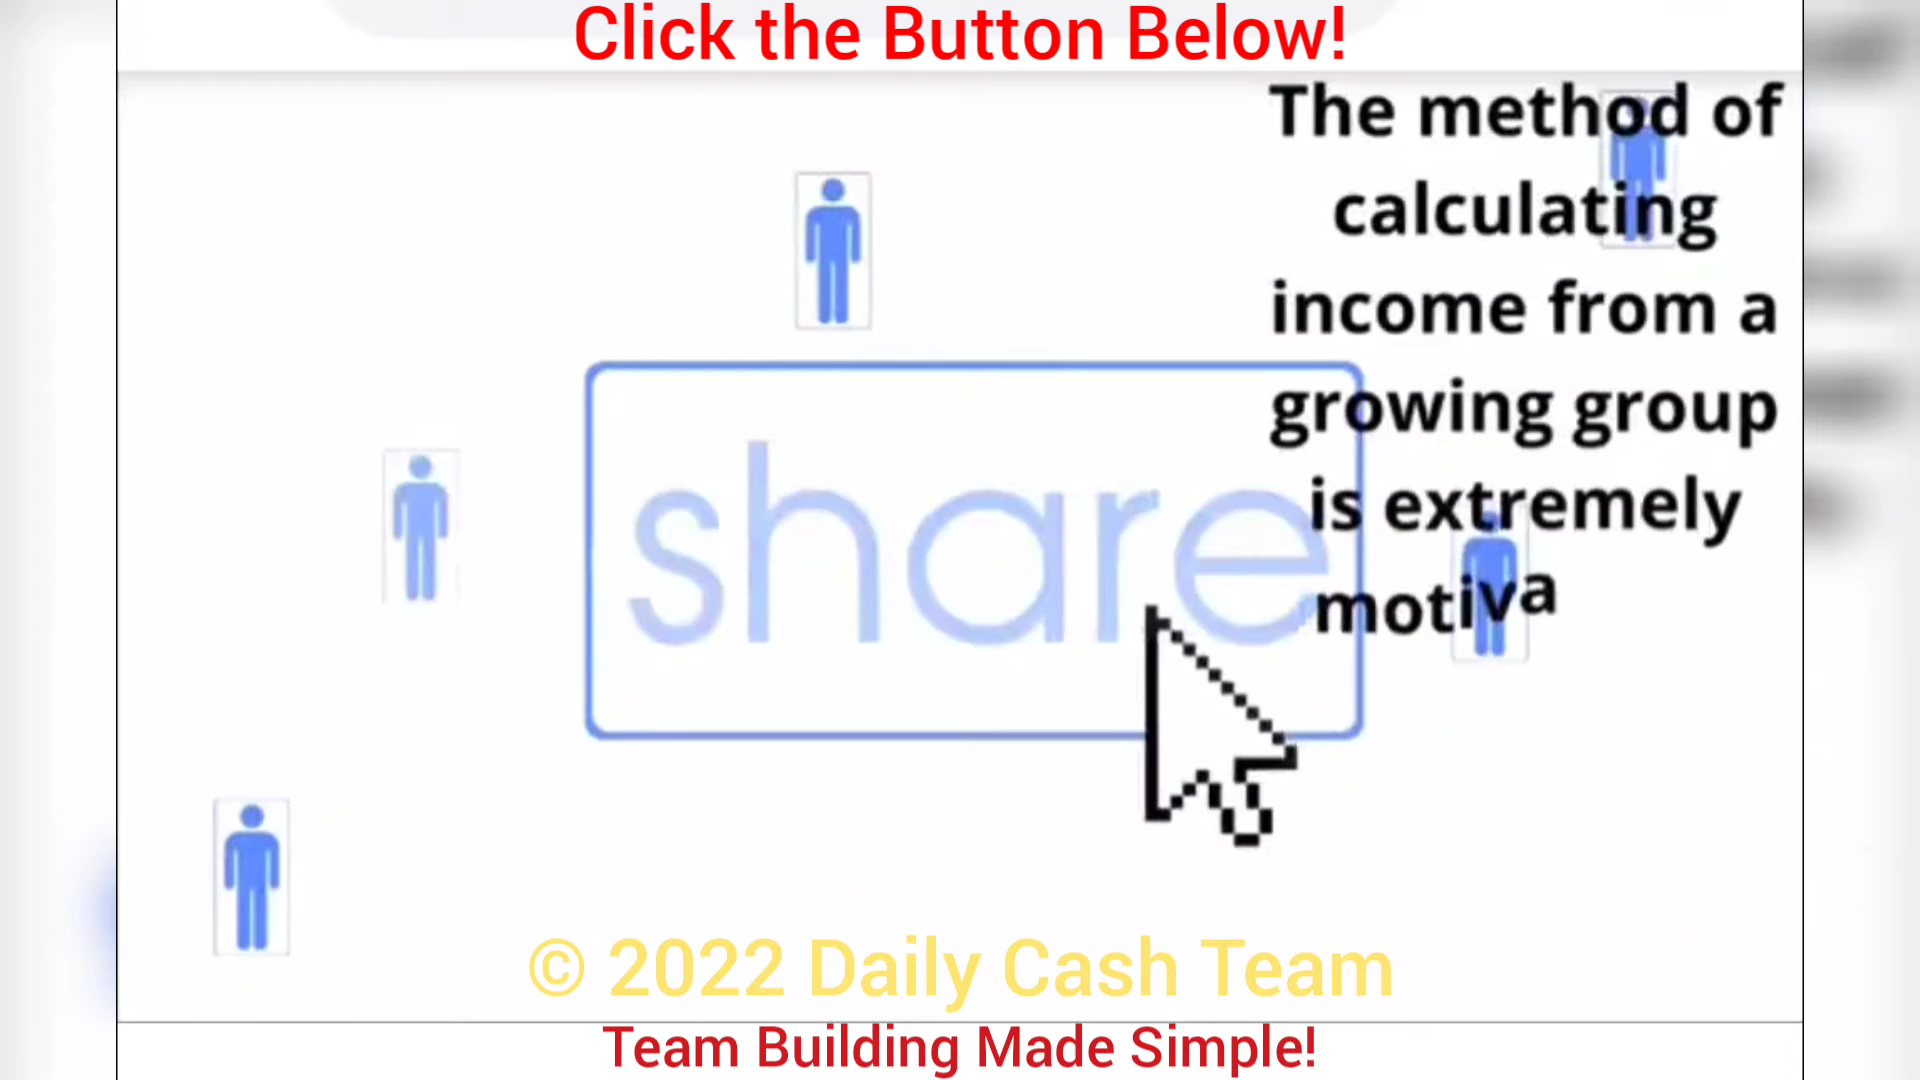 Click the Button Below!
The method of
calculating
income from a
growing group
is extremely
motiva
share
© 2022 Daily Cash Team
Team Building Made Simple!